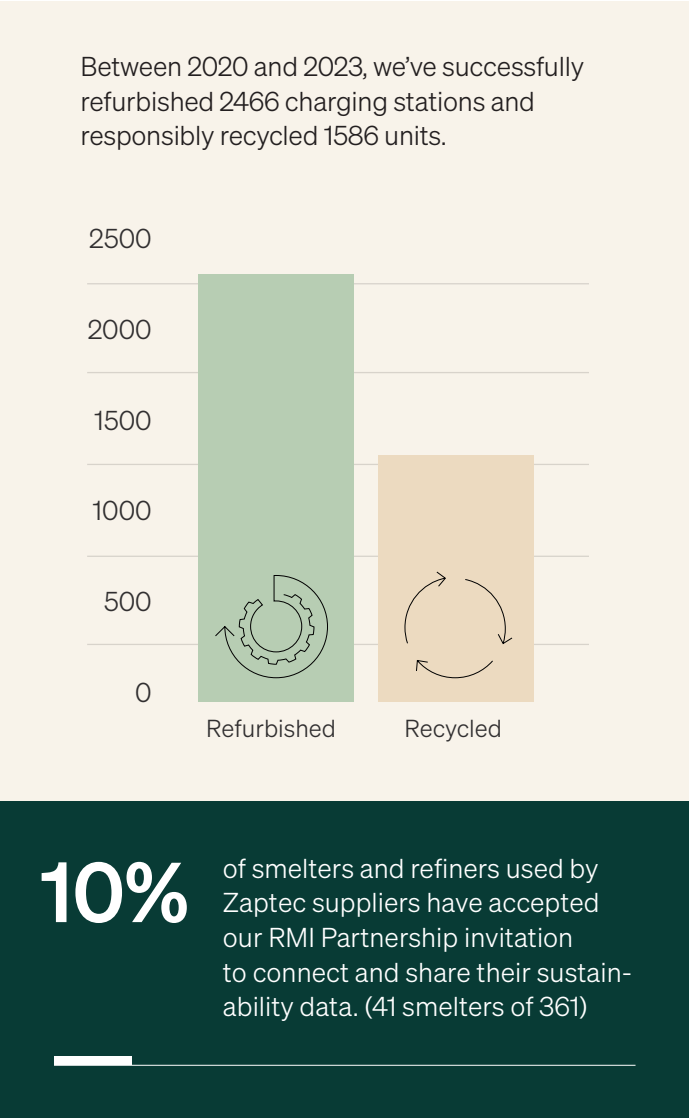 Between 2020 and 2023, we’ve successfully
refurbished 2466 charging stations and
responsibly recycled 1586 units.
2500
2000
1500
1000
500
0
Refurbished
Recycled
10%
of smelters and refiners used by
Zaptec suppliers have accepted
our RMI Partnership invitation
to connect and share their sustain-
ability data. (41 smelters of 361)